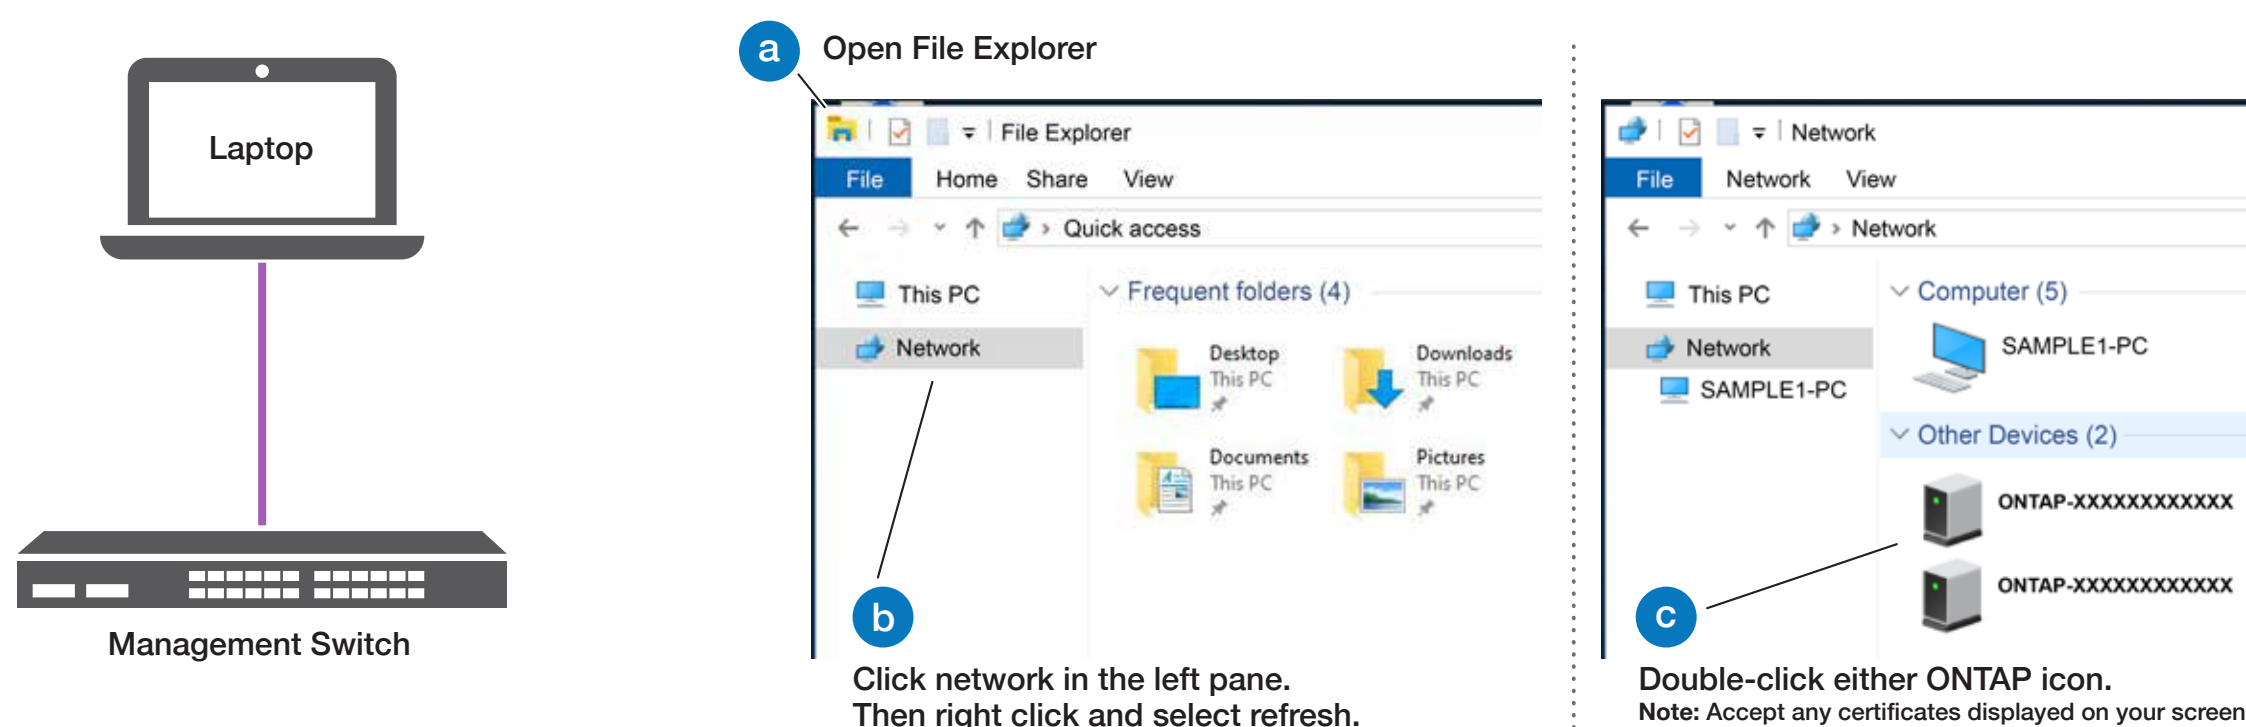 Laptop
Management Switch
a
Open File Explorer
File Explorer
File Home Share View
Quick access
This PC
Network
Frequent folders (4)
Desktop
This PC
Downloads
This PC
Documents
This PC
Pictures
This PC
b
Click network in the left pane.
Then right click and select refresh.
Network
File Network View
Network
This PC
Network
SAMPLE1-PC
Computer (5)
SAMPLE1-PC
Other Devices (2)
ONTAP-XXXXXXXXXXXX
ONTAP-XXXXXXXXXXXX
c
Double-click either ONTAP icon.
Note: Accept any certificates displayed on your screen